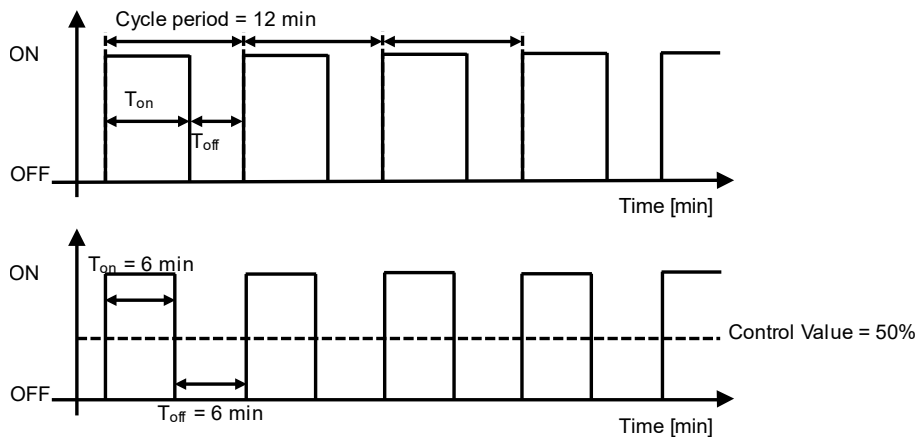 Cycle period = 12 min
ON
Ton
Toff
OFF
Time [min]
ON
Ton = 6 min
Control Value = 50%
OFF
Toff = 6 min
Time [min]